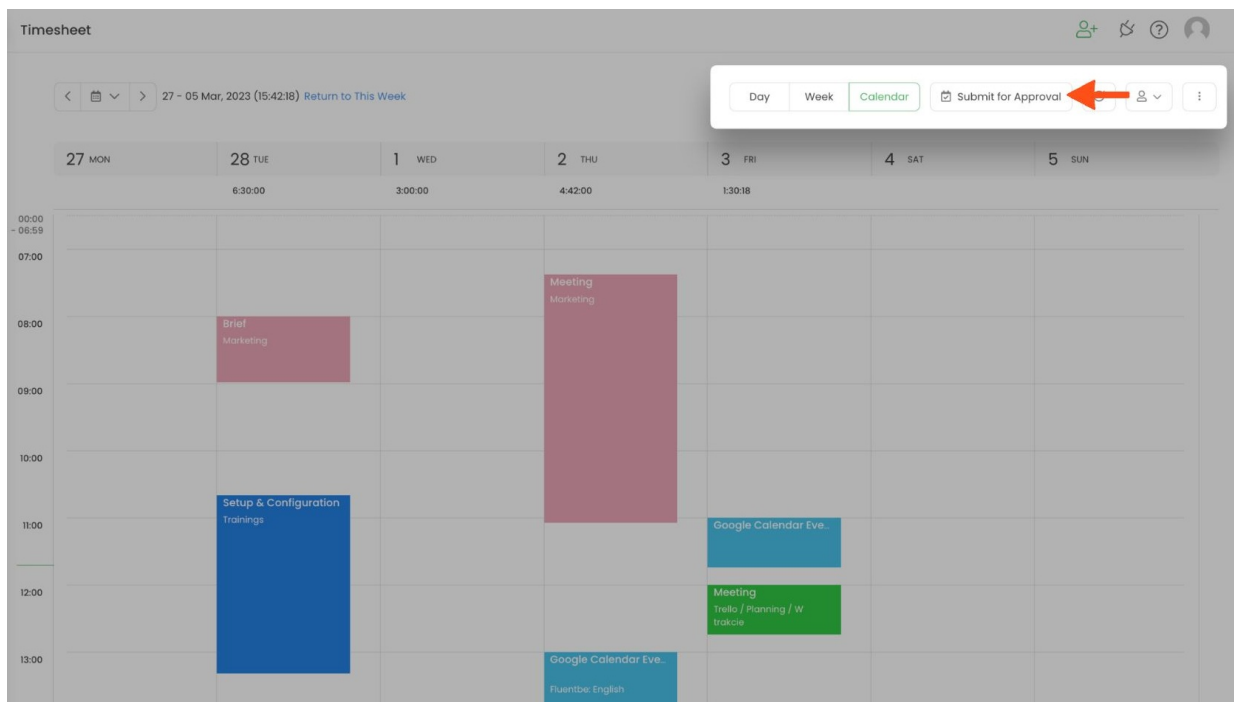 Timesheet
27 - 05 Mar, 2023 (15:42:18) Return to This Week
Day Week Calendar Submit for Approval
27 MON 28 TUE 1 WED 2 THU 3 FRI 4 SAT 5 SUN
6:30:00 3:00:00 4:42:00 1:30:18
00:00
- 06:59
07:00
Meeting
Marketing
08:00
Brief
Marketing
09:00
10:00
Setup & Configuration
Trainings
11:00
Google Calendar Eve..
12:00
Meeting
Trello / Planning / W
trakcie
13:00
Google Calendar Eve..
Fluentbe: English